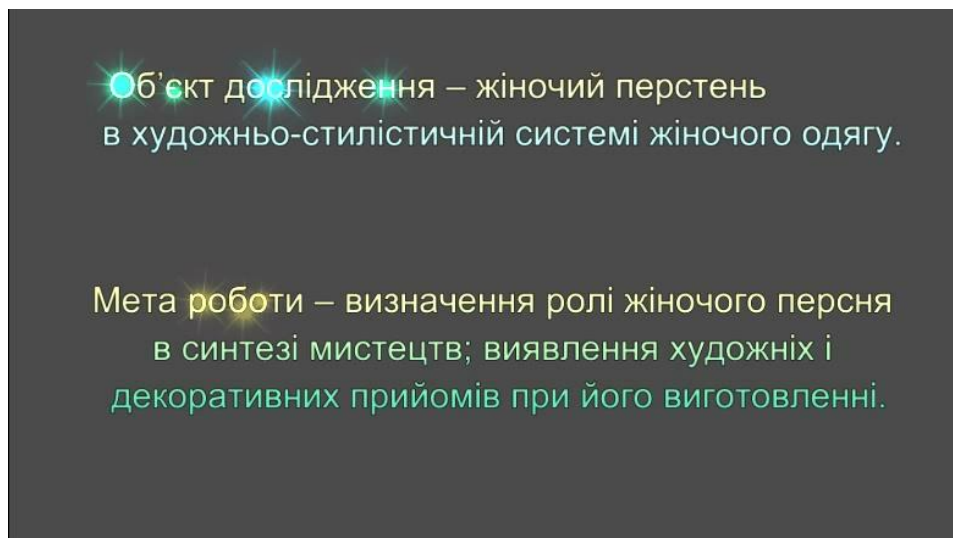 Об’єкт дослідження – жіночий перстень
в художньо-стилістичній системі жіночого одягу.
Мета роботи – визначення ролі жіночого персня
в синтезі мистецтв; виявлення художніх і
декоративних прийомів при його виготовленні.